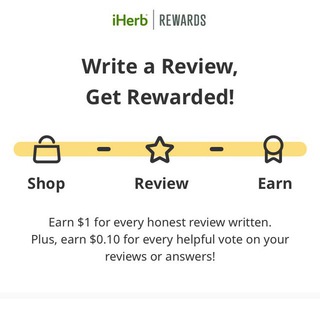 iHerb | REWARDS
Write a Review,
Get Rewarded!
Shop Review Earn
Earn $1 for every honest review written.
Plus, earn $0.10 for every helpful vote on your
reviews or answers!